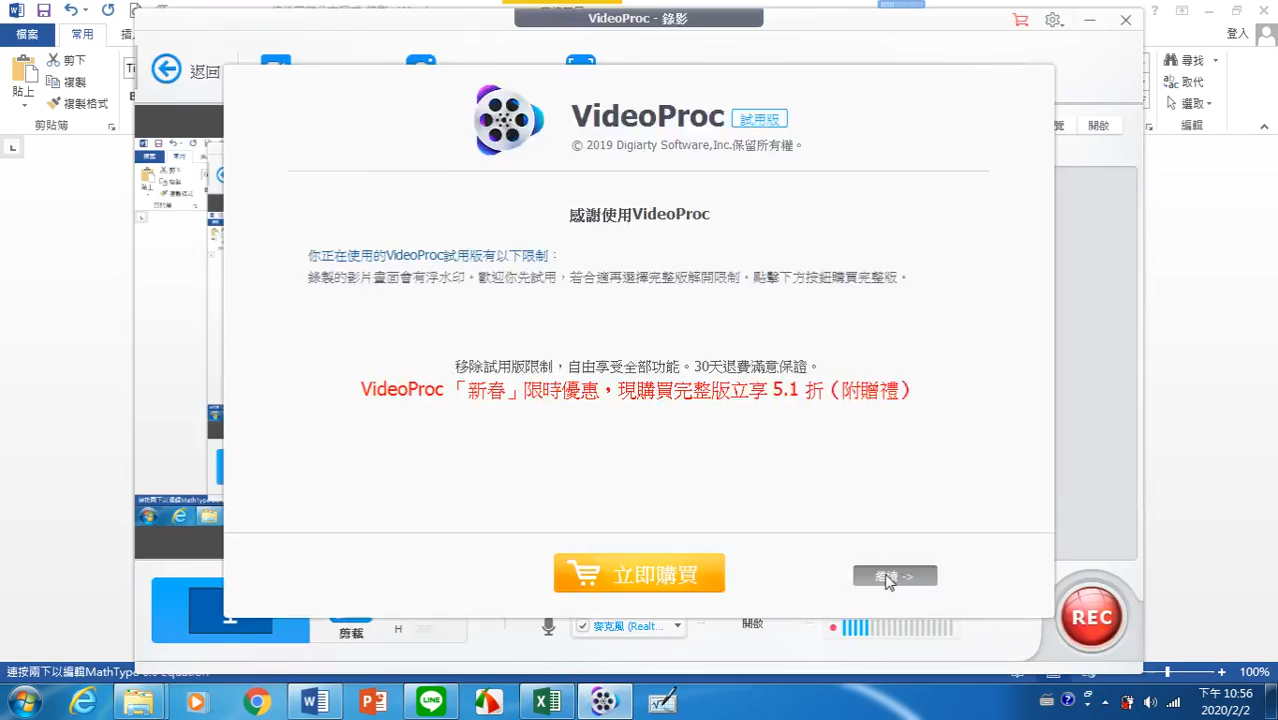 VideoProc - 錄影
檔案
常用
登入
貼上
剪下
複製
複製格式
剪貼簿
返回
尋找
取代
選取
編輯
開啟
VideoProc 試用版
© 2019 Digiarty Software,Inc.保留所有權。
感謝使用VideoProc
你正在使用的VideoProc試用版有以下限制：
錄製的影片畫面會有浮水印。歡迎你先試用，若合適再選擇完整版解開限制。點擊下方按鈕購買完整版。
移除試用版限制，自由享受全部功能。30天退費滿意保證。
VideoProc 「新春」限時優惠，現購買完整版立享 5.1 折（附贈禮）
立即購買
繼續 ->
剪裁
H
768
麥克風 (Realt...
開啟
REC
連按兩下以編輯MathType 6.0 Equation
100%
下午 10:56
2020/2/2